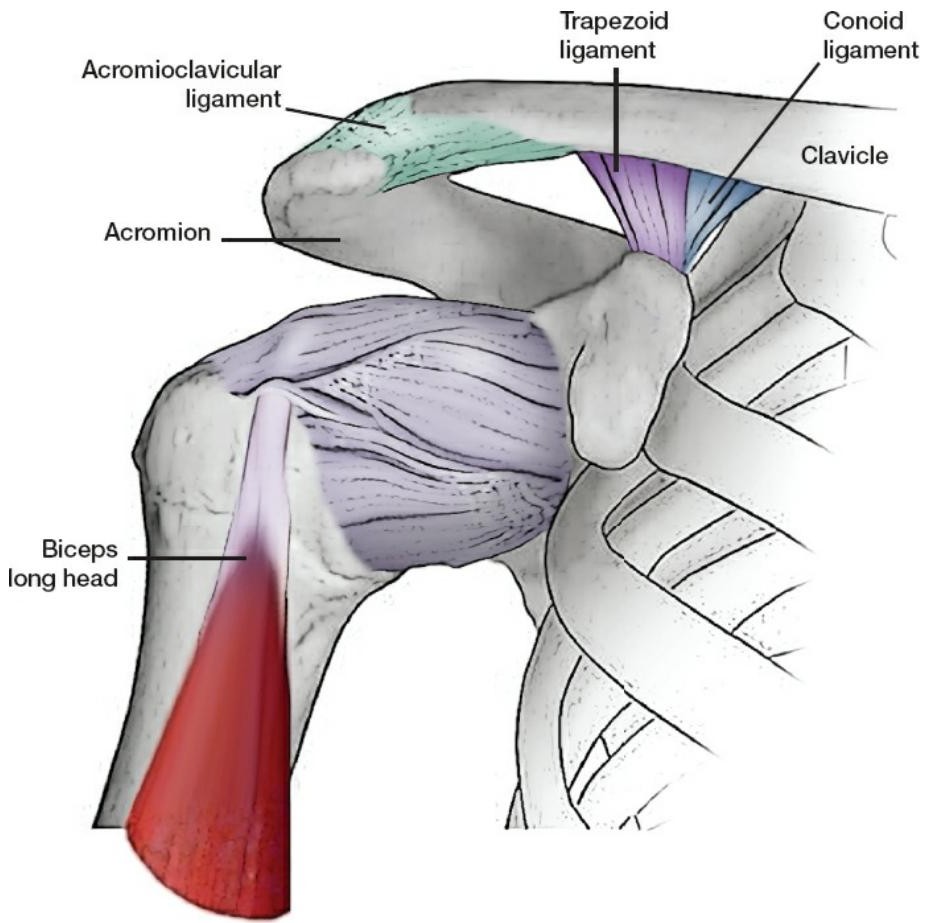 Trapezoid
ligament
Conoid
ligament
Acromioclavicular
ligament
Clavicle
Acromion
Biceps
long head